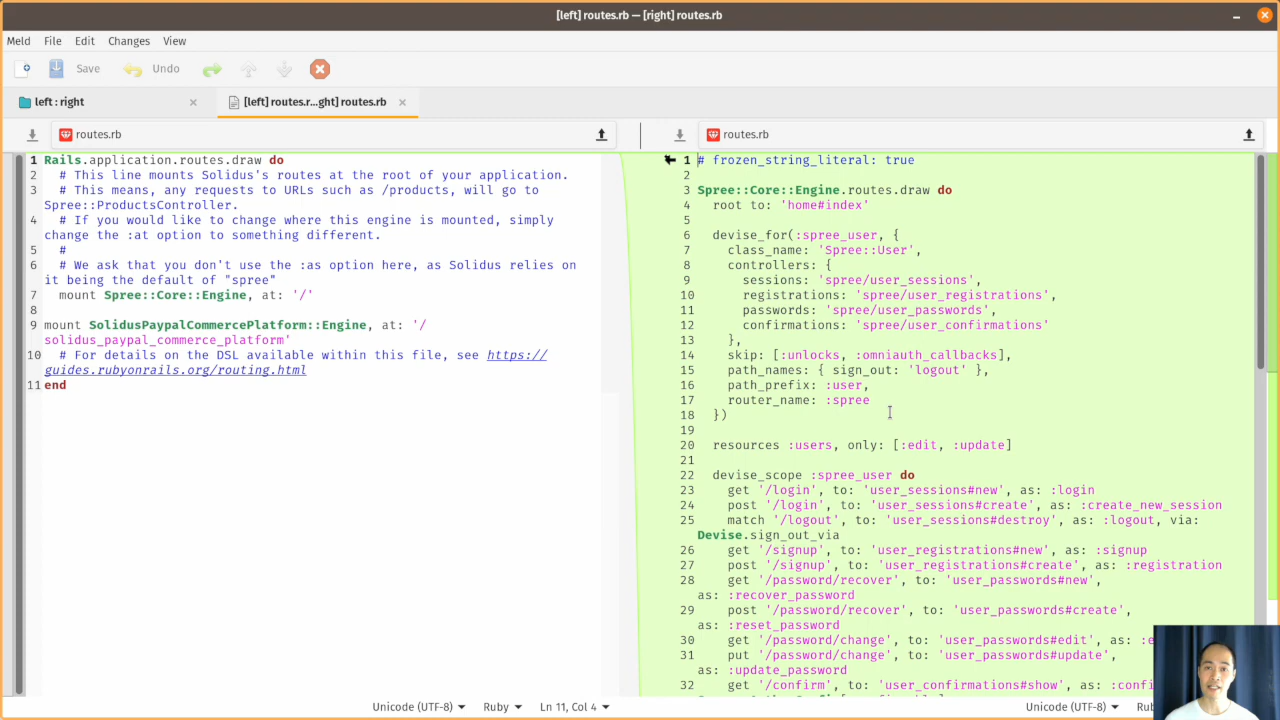 [left] routes.rb — [right] routes.rb
Meld File Edit Changes View
Save Undo
left : right
[left] routes.r...ght] routes.rb
routes.rb
1 Rails.application.routes.draw do
2 # This line mounts Solidus's routes at the root of your application.
3 # This means, any requests to URLs such as /products, will go to
Spree::ProductsController.
4 # If you would like to change where this engine is mounted, simply
change the :at option to something different.
5 #
6 # We ask that you don't use the :as option here, as Solidus relies on
it being the default of "spree"
7 mount Spree::Core::Engine, at: '/'
8
9 mount SolidusPaypalCommercePlatform::Engine, at: '/
solidus_paypal_commerce_platform'
10 # For details on the DSL available within this file, see https://
guides.rubyonrails.org/routing.html
11 end
Unicode (UTF-8) Ruby Ln 11, Col 4
routes.rb
1 # frozen_string_literal: true
2
3 Spree::Core::Engine.routes.draw do
4 root to: 'home#index'
5
6 devise_for(:spree_user, {
7 class_name: 'Spree::User',
8 controllers: {
9 sessions: 'spree/user_sessions',
10 registrations: 'spree/user_registrations',
11 passwords: 'spree/user_passwords',
12 confirmations: 'spree/user_confirmations'
13 },
14 skip: [:unlocks, :omniauth_callbacks],
15 path_names: { sign_out: 'logout' },
16 path_prefix: :user,
17 router_name: :spree
18 })
19
20 resources :users, only: [:edit, :update]
21
22 devise_scope :spree_user do
23 get '/login', to: 'user_sessions#new', as: :login
24 post '/login', to: 'user_sessions#create', as: :create_new_session
25 match '/logout', to: 'user_sessions#destroy', as: :logout, via:
Devise.sign_out_via
26 get '/signup', to: 'user_registrations#new', as: :signup
27 post '/signup', to: 'user_registrations#create', as: :registration
28 get '/password/recover', to: 'user_passwords#new',
as: :recover_password
29 post '/password/recover', to: 'user_passwords#create',
as: :reset_password
30 get '/password/change', to: 'user_passwords#edit', as: :e
31 put '/password/change', to: 'user_passwords#update',
as: :update_password
32 get '/confirm', to: 'user_confirmations#show', as: :confi
Unicode (UTF-8) Rub